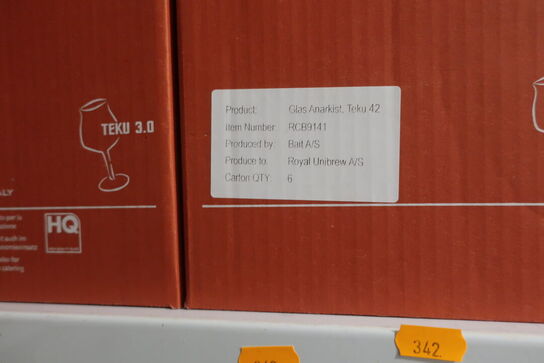 TEKU 3.0
ALY
HQ
Product: Glas Anarkist, Teku 42
Item Number: RCB9141
Produced by: Bait A/S
Produce to: Royal Unibrew A/S
Carton QTY: 6
342